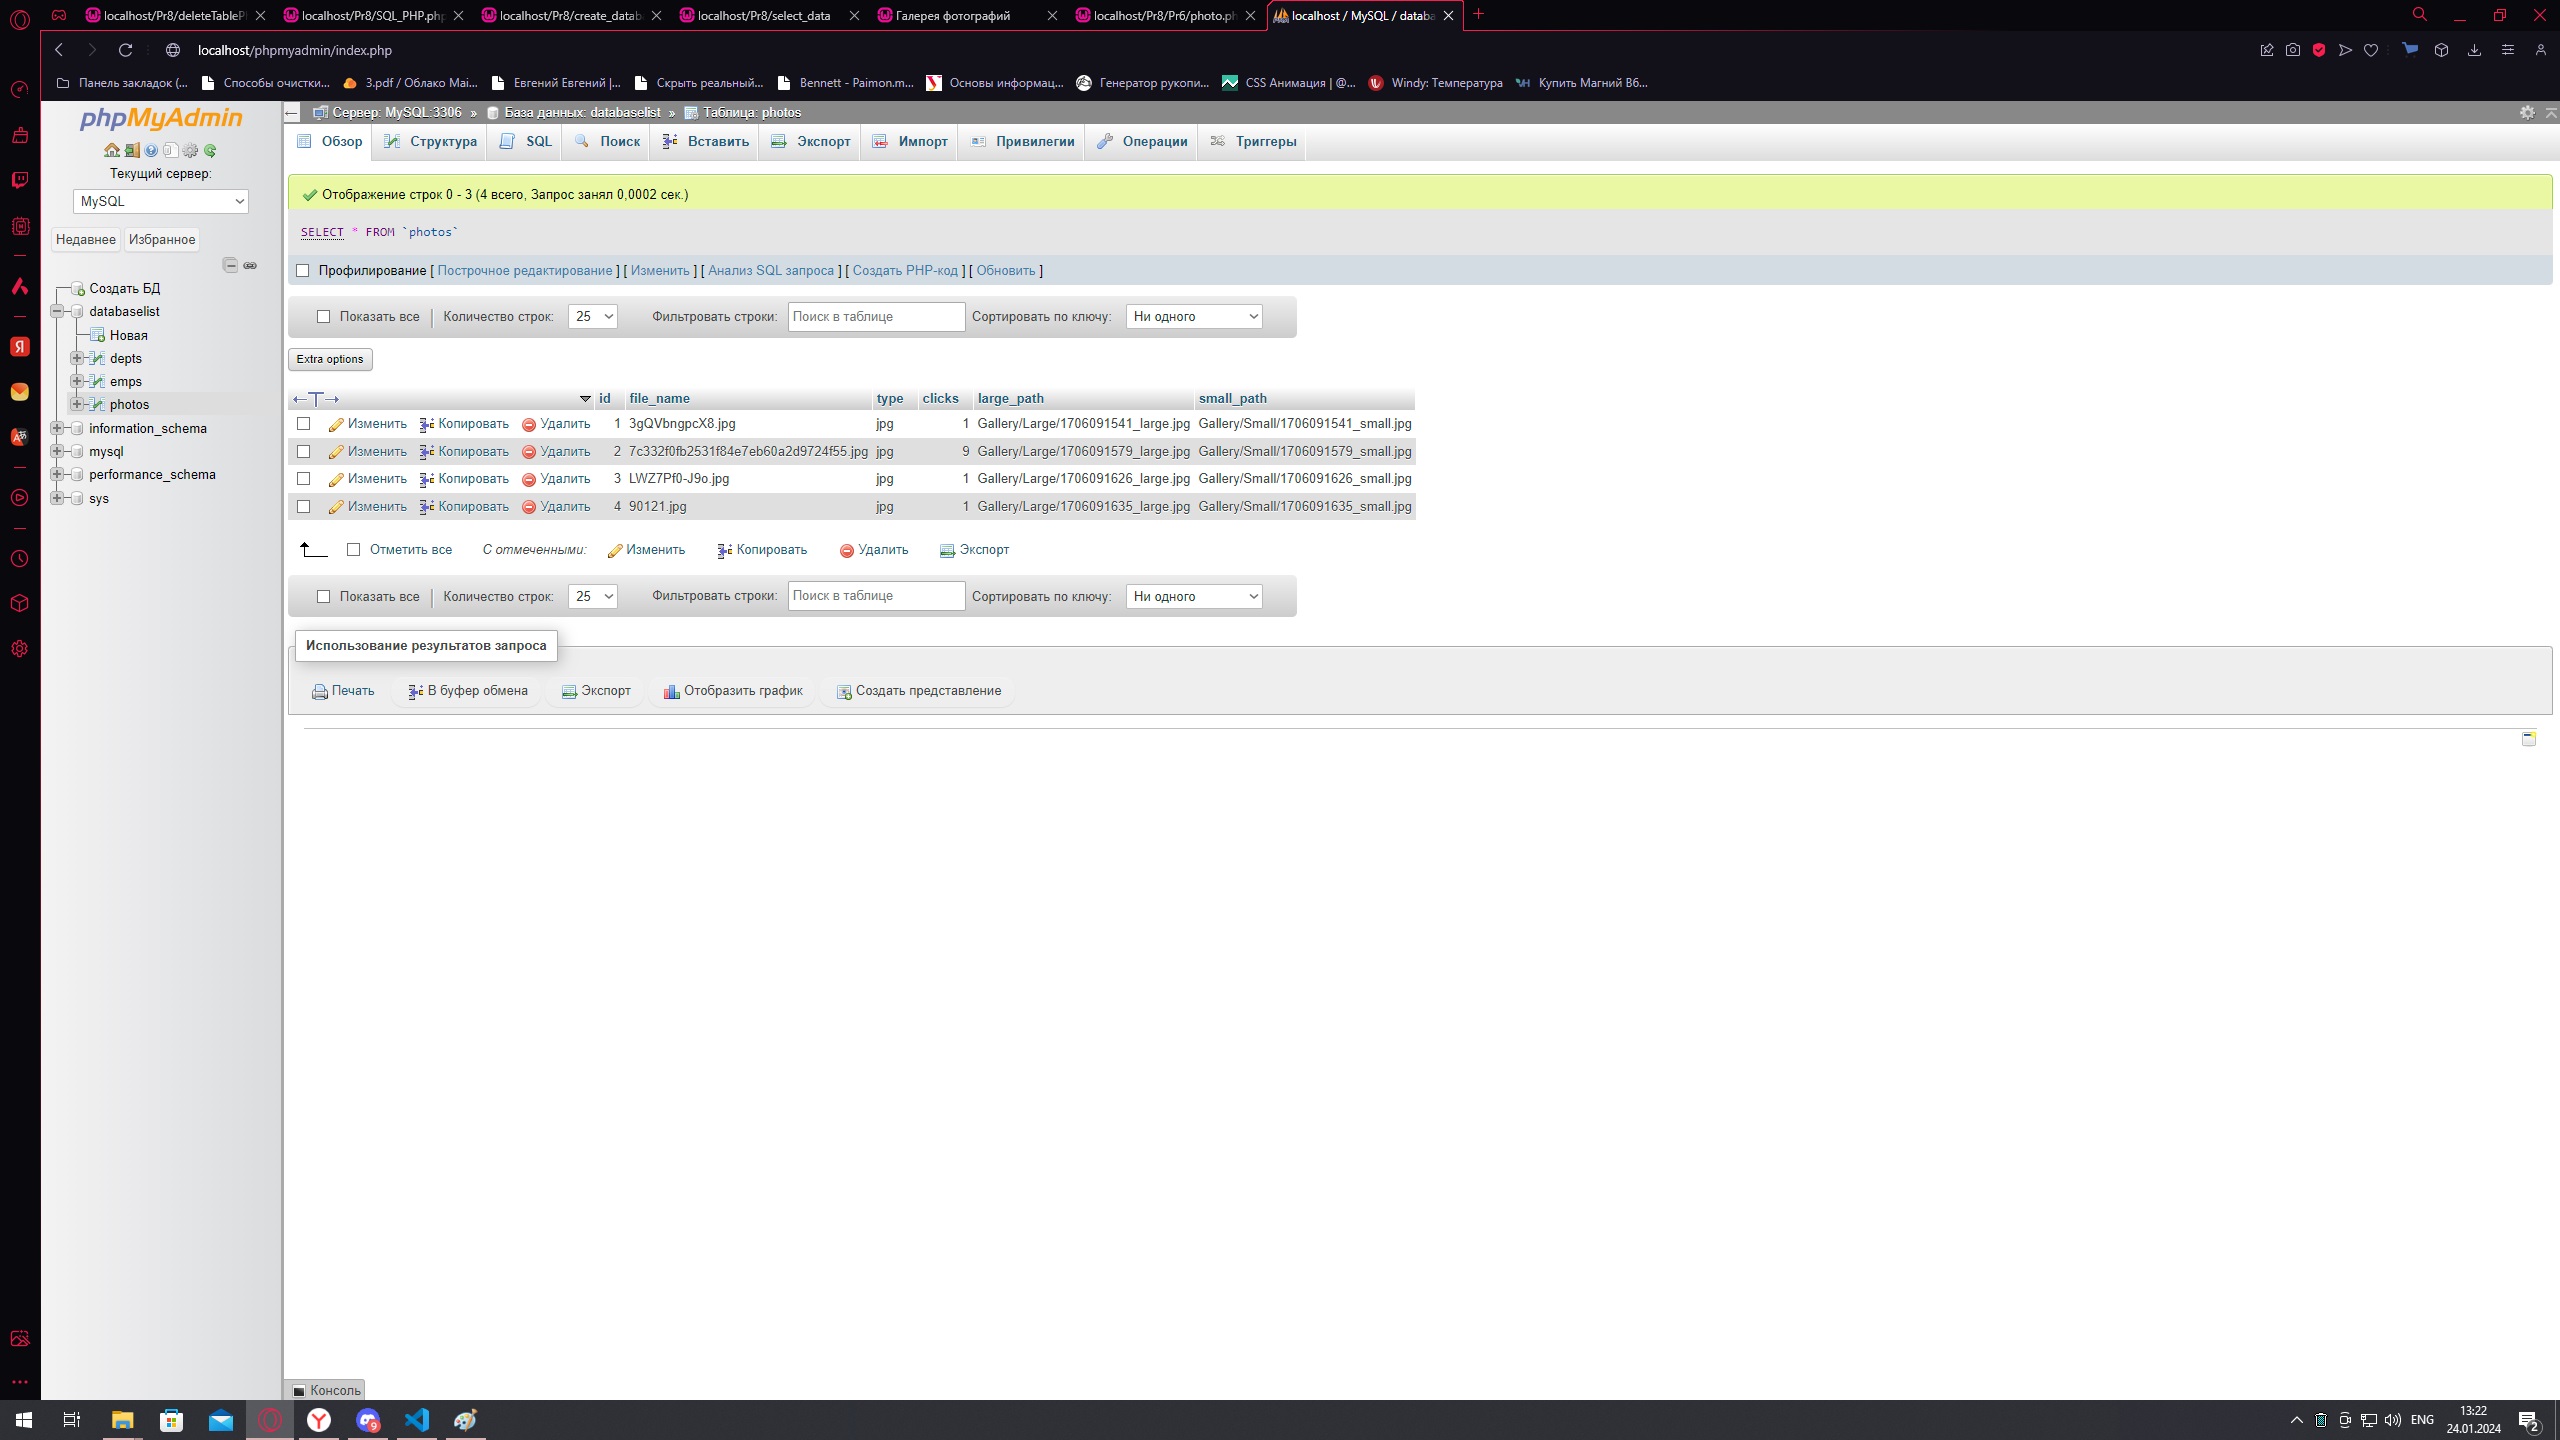 localhost/Pr8/deleteTableP localhost/Pr8/SQL_PHP.php localhost/Pr8/create_datab localhost/Pr8/select_data Галерея фотографий localhost/Pr8/Pr6/photo.ph localhost / MySQL / databa
localhost/phpmyadmin/index.php
Панель закладок (... Способы очистки... 3.pdf / Облако Mai... Евгений Евгений |... Скрыть реальный... Bennett - Paimon.m... Основы информац... Генератор рукопи... CSS Анимация | @... Windy: Температура Купить Магний B6...
phpMyAdmin
Текущий сервер:
MySQL
Недавнее Избранное
Создать БД
databaselist
Новая
depts
emps
photos
information_schema
mysql
performance_schema
sys
Сервер: MySQL:3306 » База данных: databaselist » Таблица: photos
Обзор Структура SQL Поиск Вставить Экспорт Импорт Привилегии Операции Триггеры
Отображение строк 0 - 3 (4 всего, Запрос занял 0,0002 сек.)
SELECT * FROM `photos`
Профилирование [ Построчное редактирование ] [ Изменить ] [ Анализ SQL запроса ] [ Создать PHP-код ] [ Обновить ]
Показать все Количество строк: 25 Фильтровать строки: Поиск в таблице Сортировать по ключу: Ни одного
Extra options
←T→ id file_name type clicks large_path small_path
Изменить Копировать Удалить 1 3gQVbngpcX8.jpg jpg 1 Gallery/Large/1706091541_large.jpg Gallery/Small/1706091541_small.jpg
Изменить Копировать Удалить 2 7c332f0fb2531f84e7eb60a2d9724f55.jpg jpg 9 Gallery/Large/1706091579_large.jpg Gallery/Small/1706091579_small.jpg
Изменить Копировать Удалить 3 LWZ7Pf0-J9o.jpg jpg 1 Gallery/Large/1706091626_large.jpg Gallery/Small/1706091626_small.jpg
Изменить Копировать Удалить 4 90121.jpg jpg 1 Gallery/Large/1706091635_large.jpg Gallery/Small/1706091635_small.jpg
Отметить все С отмеченными: Изменить Копировать Удалить Экспорт
Показать все Количество строк: 25 Фильтровать строки: Поиск в таблице Сортировать по ключу: Ни одного
Использование результатов запроса
Печать В буфер обмена Экспорт Отобразить график Создать представление
Консоль
9
ENG
13:22
24.01.2024
2